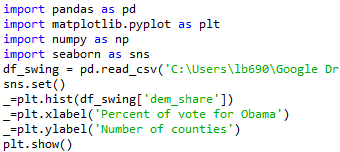 import pandas as pd
import matplotlib.pyplot as plt
import numpy as np
import seaborn as sns
df_swing = pd.read_csv('C:\Users\lb690\Google Dr
sns.set()
_=plt.hist(df_swing['dem_share'])
_=plt.xlabel('Percent of vote for Obama')
_=plt.ylabel('Number of counties')
plt.show()